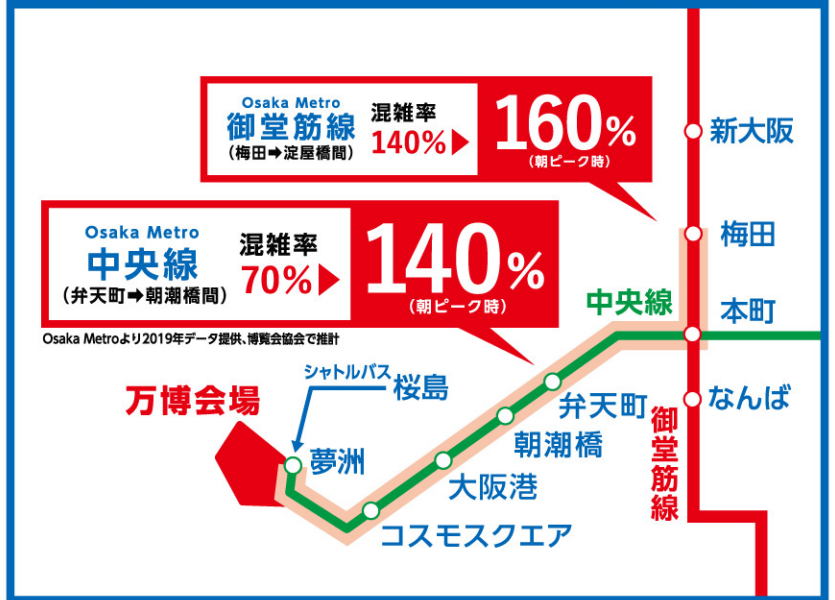 Osaka Metro
御堂筋線
(梅田➡淀屋橋間)
混雑率
140%▶
160%
(朝ピーク時)
新大阪
梅田
Osaka Metro
中央線
(弁天町➡朝潮橋間)
混雑率
70%▶
140%
(朝ピーク時)
中央線
本町
Osaka Metroより2019年データ提供、博覧会協会で推計
シャトルバス
桜島
万博会場
弁天町
なんば
御堂筋線
朝潮橋
夢洲
大阪港
コスモスクエア